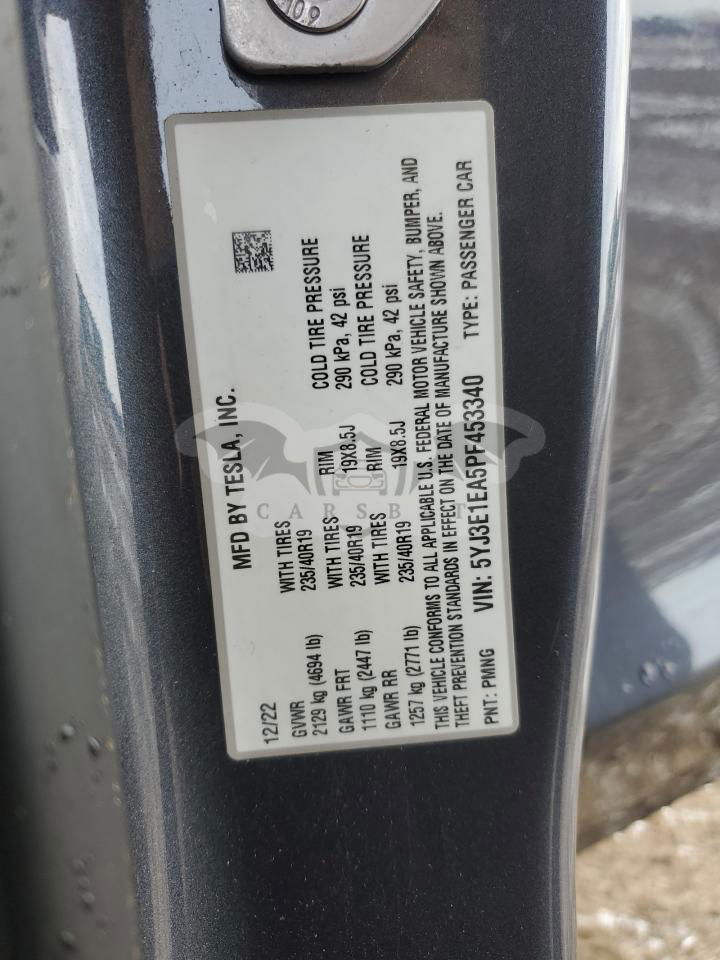 10.9
MFD BY TESLA, INC.
12/22
GVWR WITH TIRES RIM COLD TIRE PRESSURE
2129 kg (4694 lb) 235/40R19 19X8.5J 290 kPa, 42 psi
GAWR FRT WITH TIRES RIM COLD TIRE PRESSURE
1110 kg (2447 lb) 235/40R19 19X8.5J 290 kPa, 42 psi
GAWR RR WITH TIRES
1257 kg (2771 lb) 235/40R19
THIS VEHICLE CONFORMS TO ALL APPLICABLE U.S. FEDERAL MOTOR VEHICLE SAFETY, BUMPER, AND
THEFT PREVENTION STANDARDS IN EFFECT ON THE DATE OF MANUFACTURE SHOWN ABOVE.
PNT: PMNG VIN: 5YJ3E1EA5PF453340 TYPE: PASSENGER CAR